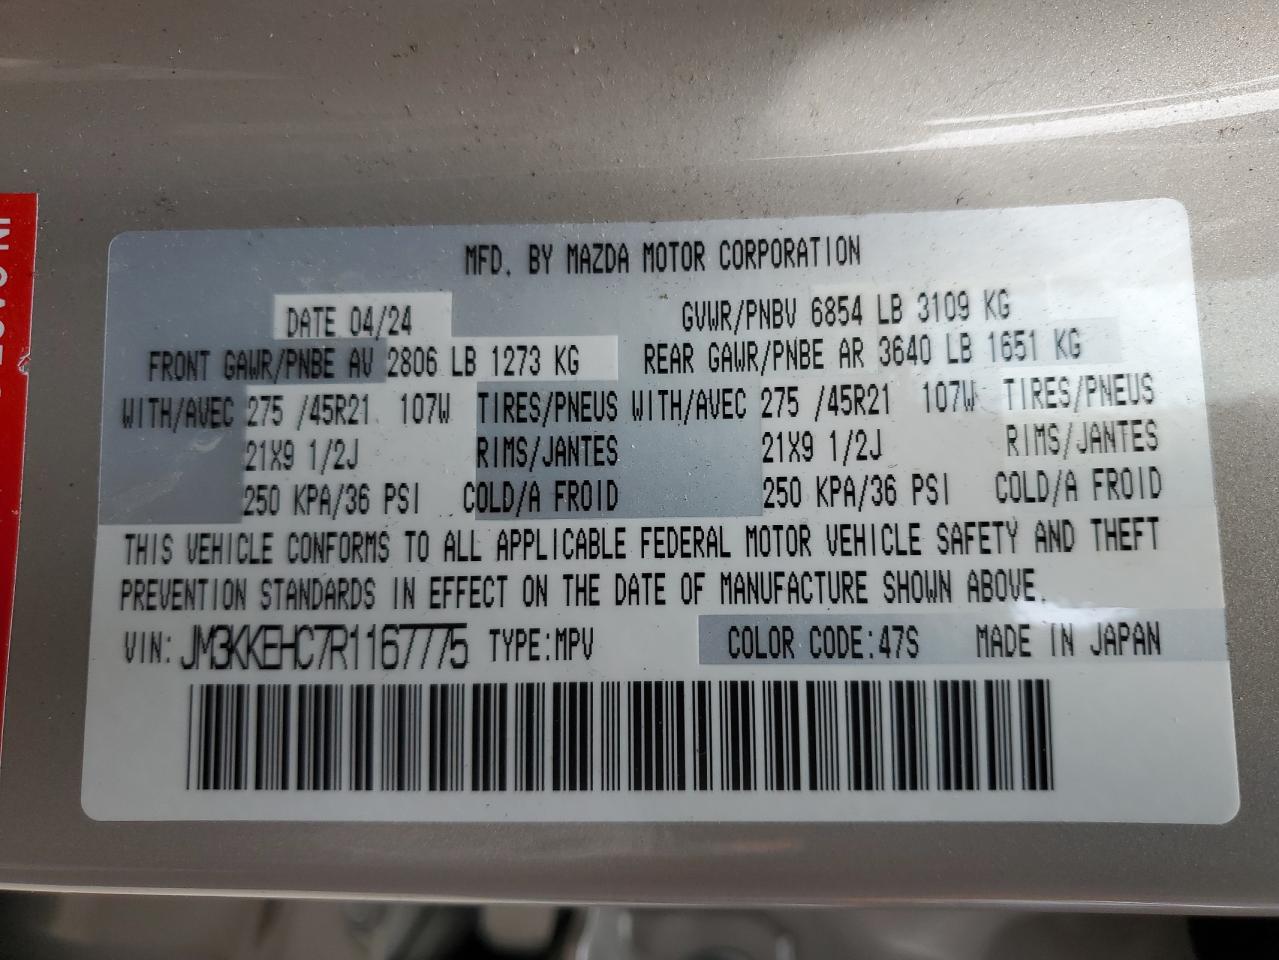 MFD. BY MAZDA MOTOR CORPORATION
DATE 04/24 GVWR/PNBV 6854 LB 3109 KG
FRONT GAWR/PNBE AV 2806 LB 1273 KG REAR GAWR/PNBE AR 3640 LB 1651 KG
WITH/AVEC 275 /45R21 107W TIRES/PNEUS WITH/AVEC 275 /45R21 107W TIRES/PNEUS
21X9 1/2J RIMS/JANTES 21X9 1/2J RIMS/JANTES
250 KPA/36 PSI COLD/A FROID 250 KPA/36 PSI COLD/A FROID
THIS VEHICLE CONFORMS TO ALL APPLICABLE FEDERAL MOTOR VEHICLE SAFETY AND THEFT
PREVENTION STANDARDS IN EFFECT ON THE DATE OF MANUFACTURE SHOWN ABOVE.
VIN: JM3KKEHC7R1167775 TYPE:MPV COLOR CODE:47S MADE IN JAPAN